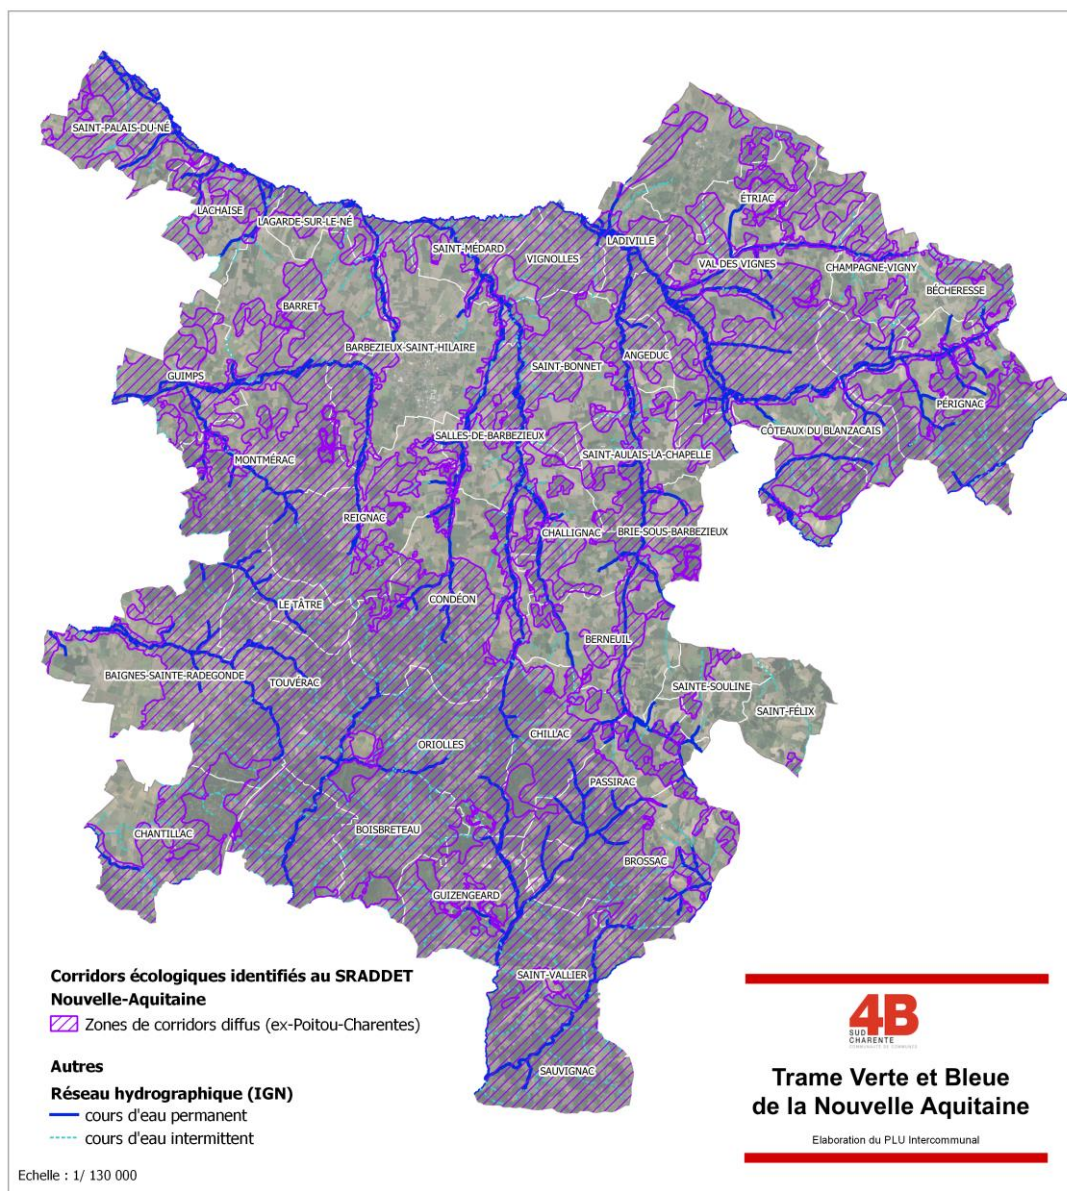 SAINT-PALAIS-DU-NÉ
LACHAISE
LAGARDE-SUR-LE-NÉ
SAINT-MÉDARD
VIGNOLLES
LADIVILLE
ÉTRIAC
VAL DES VIGNES
CHAMPAGNE-VIGNY
BÉCHERESSE
BARRET
BARBEZIEUX-SAINT-HILAIRE
GUIMPS
SAINT-BONNET
ANGEDUC
PÉRIGNAC
CÔTEAUX DU BLANZACAIS
SALLES-DE-BARBEZIEUX
SAINT-AULAIS-LA-CHAPELLE
MONTMÉRAC
REIGNAC
CHALLIGNAC
BRIE-SOUS-BARBEZIEUX
LE TÂTRE
CONDÉON
BERNEUIL
BAIGNES-SAINTE-RADEGONDE
TOUVÉRAC
SAINTE-SOULINE
SAINT-FÉLIX
ORIOLLES
CHILLAC
PASSIRAC
CHANTILLAC
BOISBRETEAU
BROSSAC
GUIZENGEARD
SAINT-VALLIER
SAUVIGNAC
Corridors écologiques identifiés au SRADDET
Nouvelle-Aquitaine
Zones de corridors diffus (ex-Poitou-Charentes)
Autres
Réseau hydrographique (IGN)
cours d'eau permanent
cours d'eau intermittent
Echelle : 1/ 130 000
4B
SUD
CHARENTE
COMMUNAUTÉ DE COMMUNES
Trame Verte et Bleue
de la Nouvelle Aquitaine
Elaboration du PLU Intercommunal